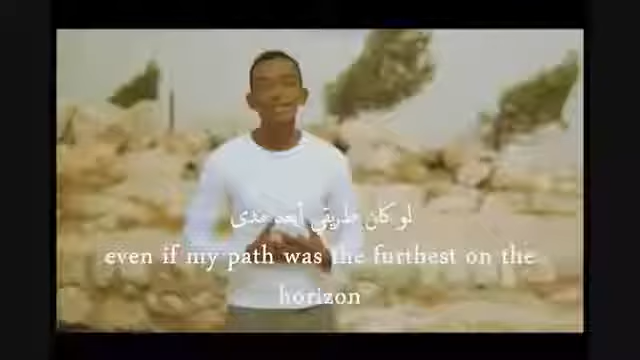 لو كان طريقي أبعد مدى
even if my path was the furthest on the
horizon